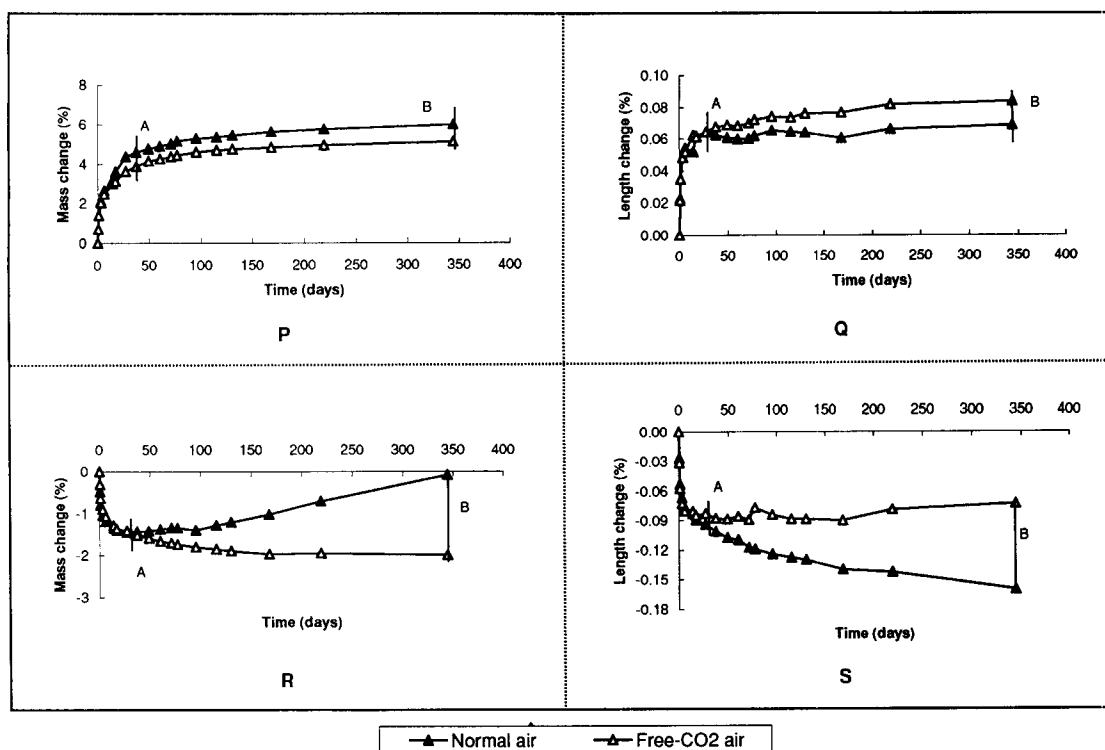 Mass change (%)
8
6
4
2
0
A
B
0 50 100 150 200 250 300 350 400
Time (days)
P
Length change (%)
0.10
0.08
0.06
0.04
0.02
0.00
A
B
0 50 100 150 200 250 300 350 400
Time (days)
Q
0 50 100 150 200 250 300 350 400
Mass change (%)
0
-1
-2
-3
A
B
Time (days)
R
0 50 100 150 200 250 300 350 400
Length change (%)
0.00
-0.03
-0.06
-0.09
-0.12
-0.15
-0.18
A
B
Time (days)
S
Normal air Free-CO2 air